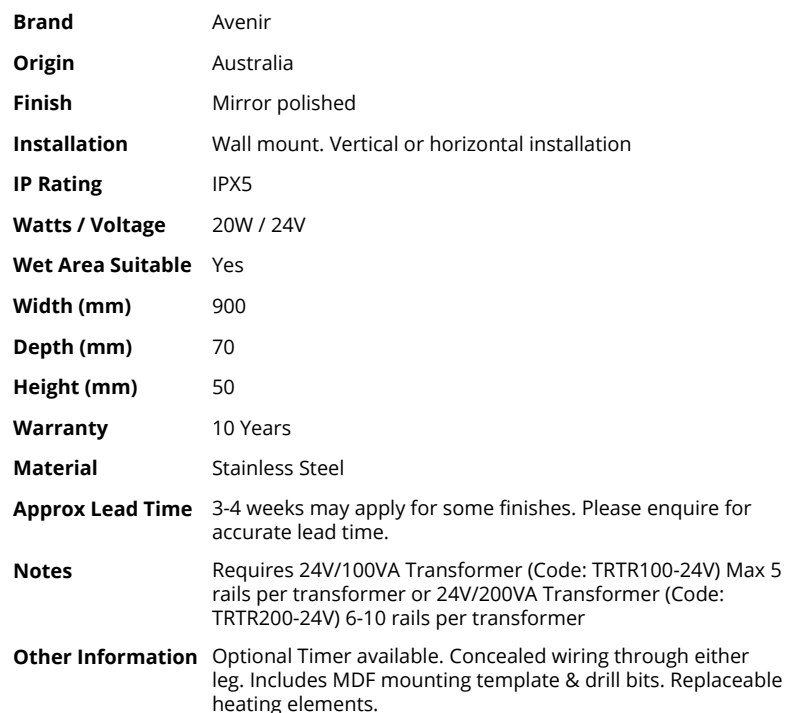 Brand Avenir
Origin Australia
Finish Mirror polished
Installation Wall mount. Vertical or horizontal installation
IP Rating IPX5
Watts / Voltage 20W / 24V
Wet Area Suitable Yes
Width (mm) 900
Depth (mm) 70
Height (mm) 50
Warranty 10 Years
Material Stainless Steel
Approx Lead Time 3-4 weeks may apply for some finishes. Please enquire for
accurate lead time.
Notes Requires 24V/100VA Transformer (Code: TRTR100-24V) Max 5
rails per transformer or 24V/200VA Transformer (Code:
TRTR200-24V) 6-10 rails per transformer
Other Information Optional Timer available. Concealed wiring through either
leg. Includes MDF mounting template & drill bits. Replaceable
heating elements.